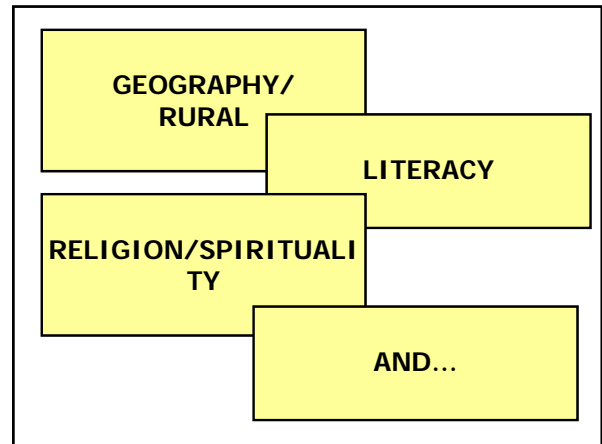 GEOGRAPHY/
RURAL
LITERACY
RELIGION/SPIRITUALI
TY
AND...